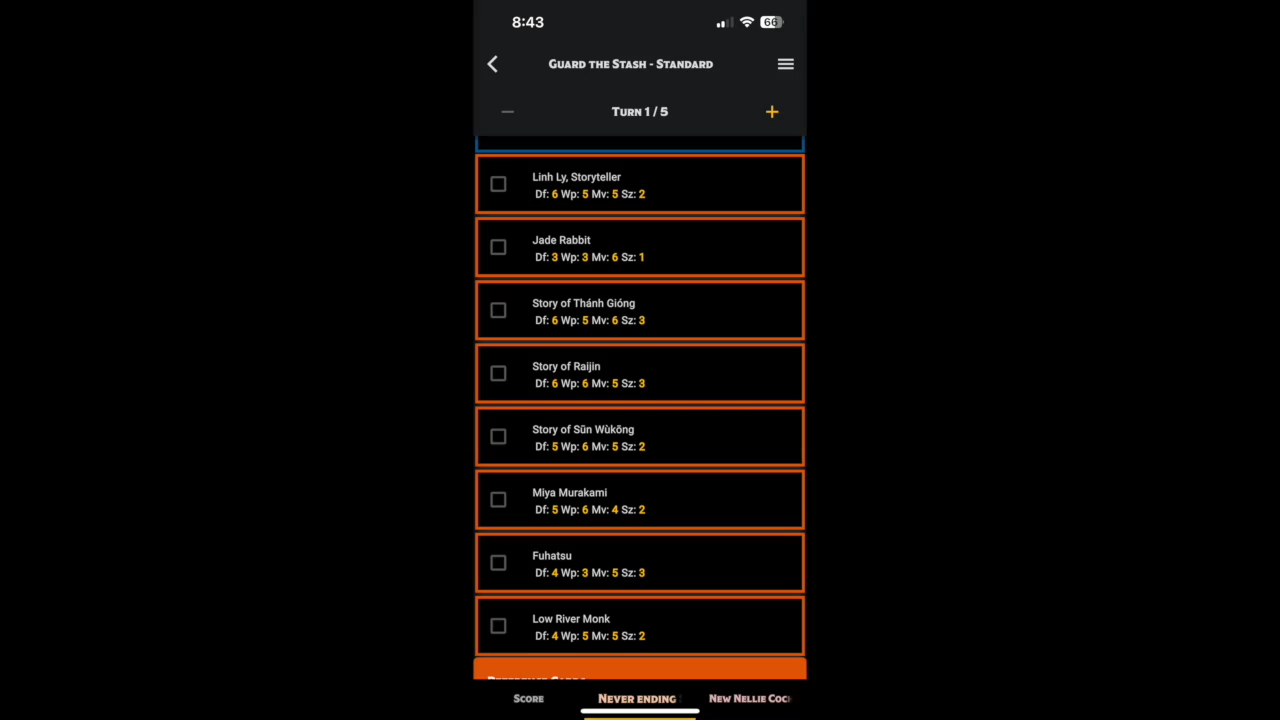 8:43
66
Guard the Stash - Standard
Turn 1 / 5
Linh Ly, Storyteller
Df: 6 Wp: 5 Mv: 5 Sz: 2
Jade Rabbit
Df: 3 Wp: 3 Mv: 6 Sz: 1
Story of Thánh Gióng
Df: 6 Wp: 5 Mv: 6 Sz: 3
Story of Raijin
Df: 6 Wp: 6 Mv: 5 Sz: 3
Story of Sūn Wùkōng
Df: 5 Wp: 6 Mv: 5 Sz: 2
Miya Murakami
Df: 5 Wp: 6 Mv: 4 Sz: 2
Fuhatsu
Df: 4 Wp: 3 Mv: 5 Sz: 3
Low River Monk
Df: 4 Wp: 5 Mv: 5 Sz: 2
Score Never ending New Nellie Coc